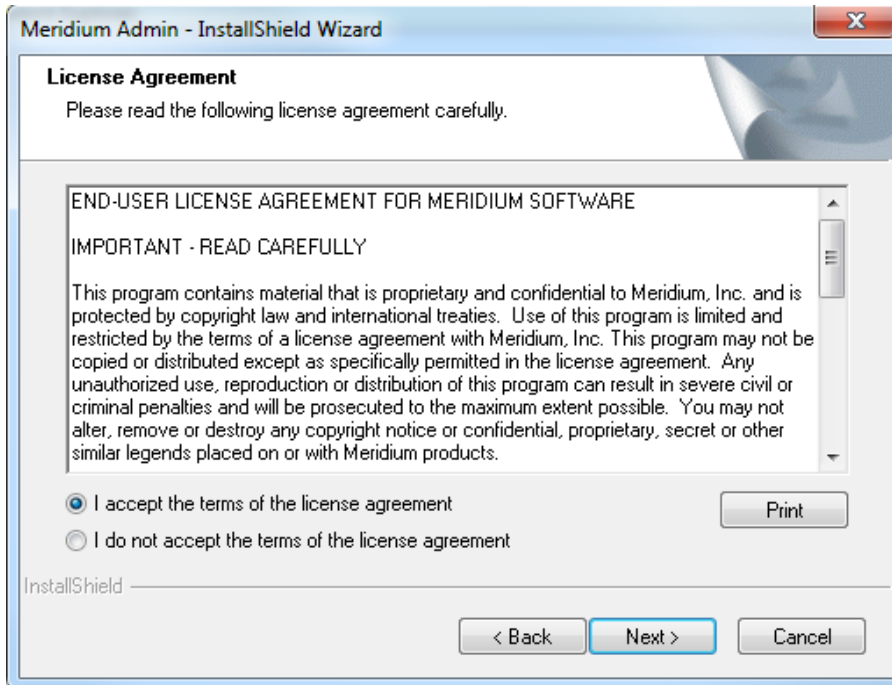 Meridium Admin - InstallShield Wizard
License Agreement
Please read the following license agreement carefully.
END-USER LICENSE AGREEMENT FOR MERIDIUM SOFTWARE
IMPORTANT - READ CAREFULLY
This program contains material that is proprietary and confidential to Meridium, Inc. and is
protected by copyright law and international treaties.  Use of this program is limited and
restricted by the terms of a license agreement with Meridium, Inc. This program may not be
copied or distributed except as specifically permitted in the license agreement.  Any
unauthorized use, reproduction or distribution of this program can result in severe civil or
criminal penalties and will be prosecuted to the maximum extent possible.  You may not
alter, remove or destroy any copyright notice or confidential, proprietary, secret or other
similar legends placed on or with Meridium products.
I accept the terms of the license agreement
Print
I do not accept the terms of the license agreement
InstallShield
< Back
Next >
Cancel